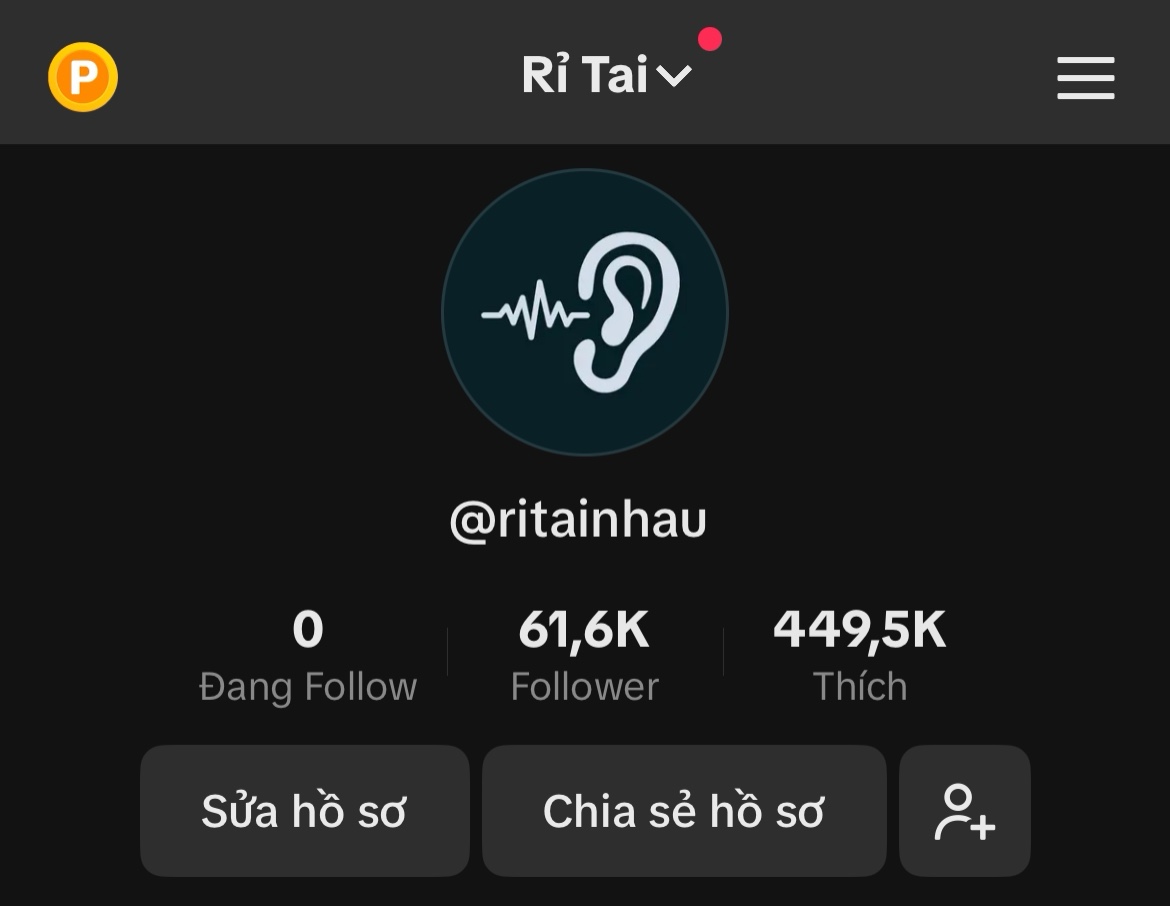 P
Rỉ Tai
@ritainhau
0 61,6K 449,5K
Đang Follow Follower Thích
Sửa hồ sơ Chia sẻ hồ sơ